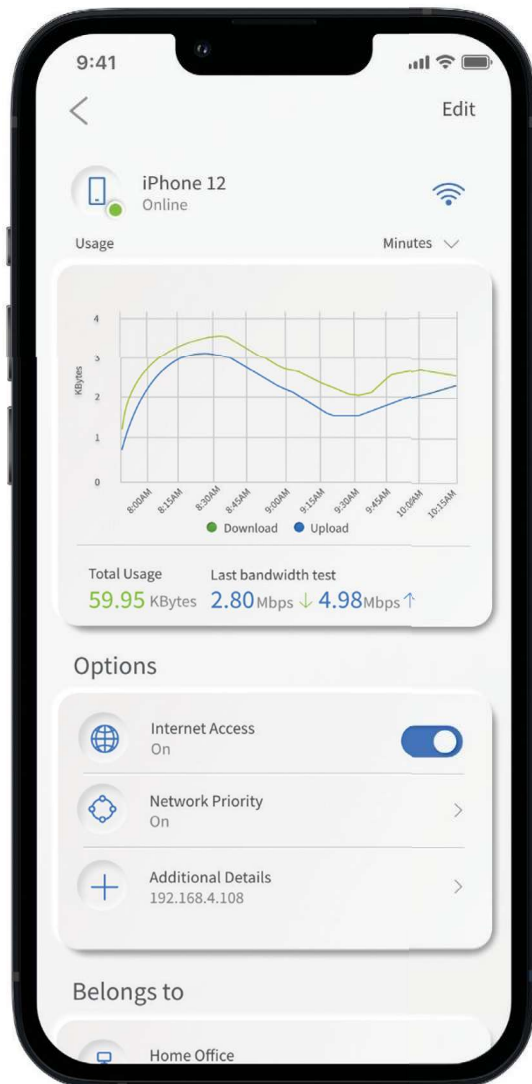 9:41
Edit
iPhone 12
Online
Usage Minutes
4
3
2
1
0
KBytes
8:00AM 8:15AM 8:30AM 8:45AM 9:00AM 9:15AM 9:30AM 9:45AM 10:00AM 10:15AM
Download Upload
Total Usage Last bandwidth test
59.95 KBytes 2.80 Mbps ↓ 4.98Mbps ↑
Options
Internet Access
On
Network Priority
On
Additional Details
192.168.4.108
Belongs to
Home Office